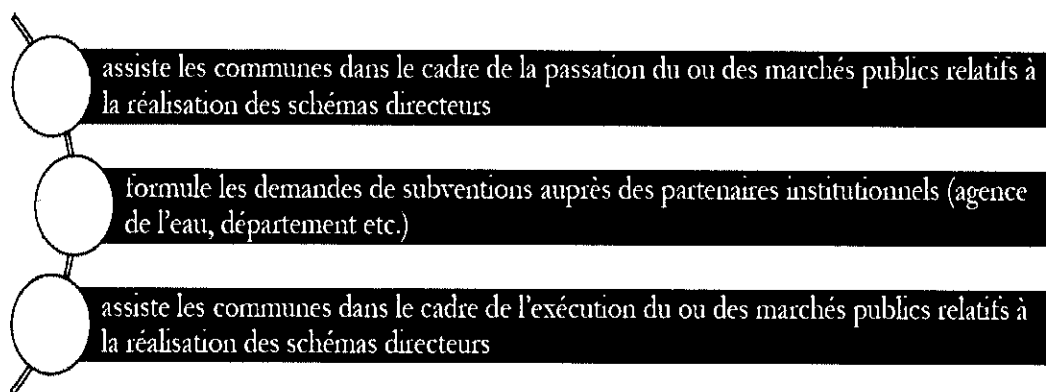 assiste les communes dans le cadre de la passation du ou des marchés publics relatifs à
la réalisation des schémas directeurs
formule les demandes de subventions auprès des partenaires institutionnels (agence
de l'eau, département etc.)
assiste les communes dans le cadre de l'exécution du ou des marchés publics relatifs à
la réalisation des schémas directeurs